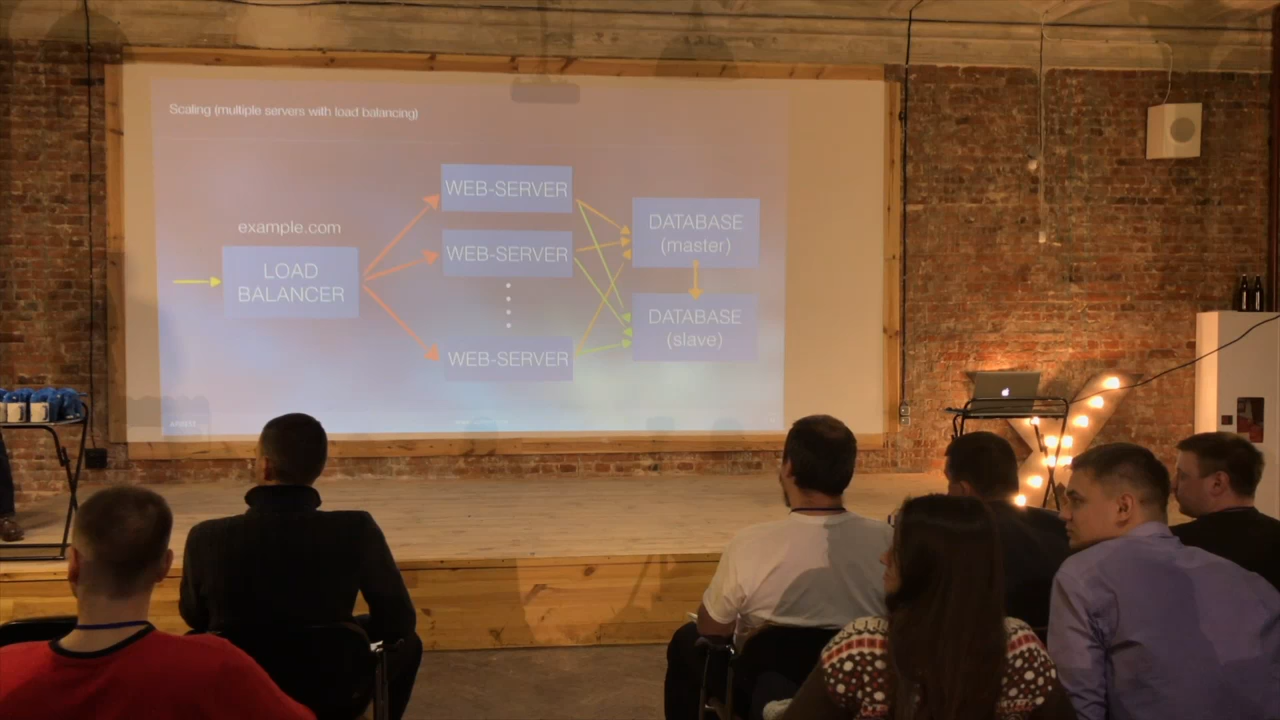 Scaling (multiple servers with load balancing)
example.com
LOAD
BALANCER
WEB-SERVER
WEB-SERVER
WEB-SERVER
DATABASE
(master)
DATABASE
(slave)